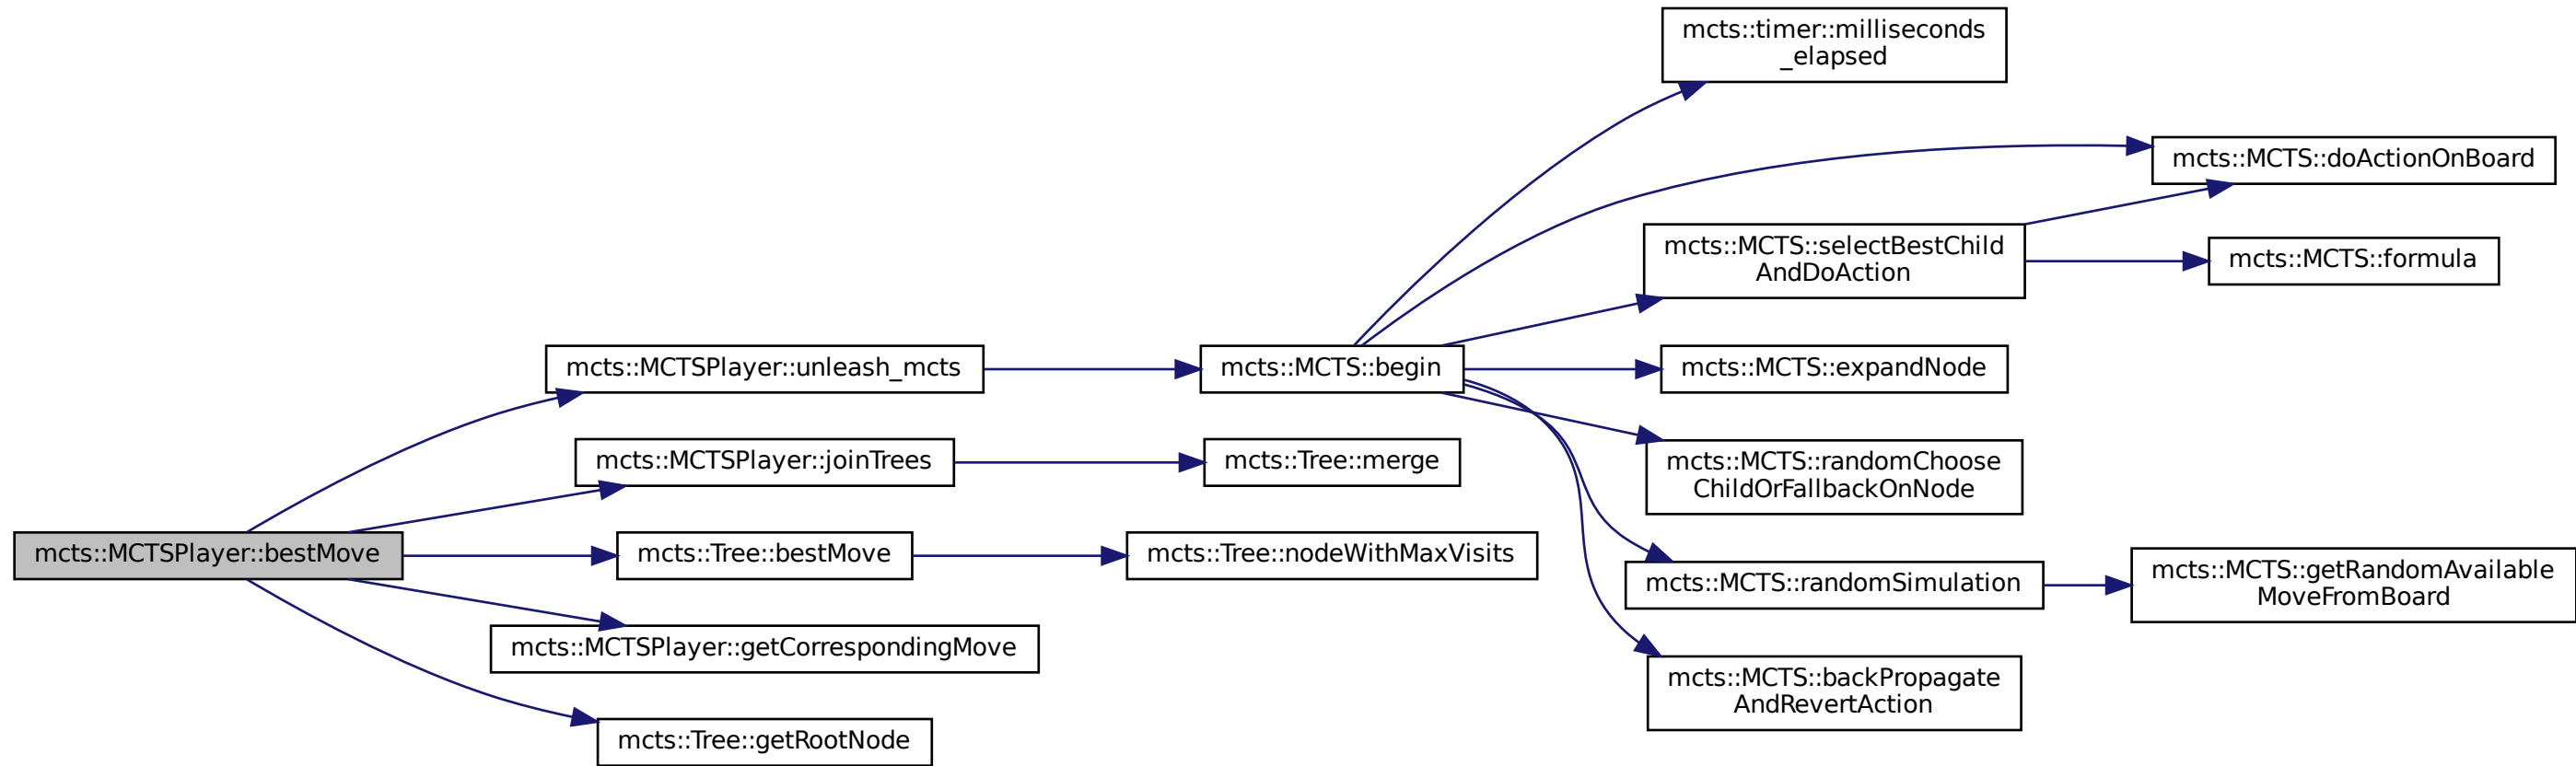 mcts::MCTSPlayer::bestMove
mcts::MCTSPlayer::unleash_mcts
mcts::MCTSPlayer::joinTrees
mcts::Tree::bestMove
mcts::MCTSPlayer::getCorrespondingMove
mcts::Tree::getRootNode
mcts::MCTS::begin
mcts::Tree::merge
mcts::Tree::nodeWithMaxVisits
mcts::timer::milliseconds
_elapsed
mcts::MCTS::selectBestChild
AndDoAction
mcts::MCTS::expandNode
mcts::MCTS::randomChoose
ChildOrFallbackOnNode
mcts::MCTS::randomSimulation
mcts::MCTS::backPropagate
AndRevertAction
mcts::MCTS::doActionOnBoard
mcts::MCTS::formula
mcts::MCTS::getRandomAvailable
MoveFromBoard